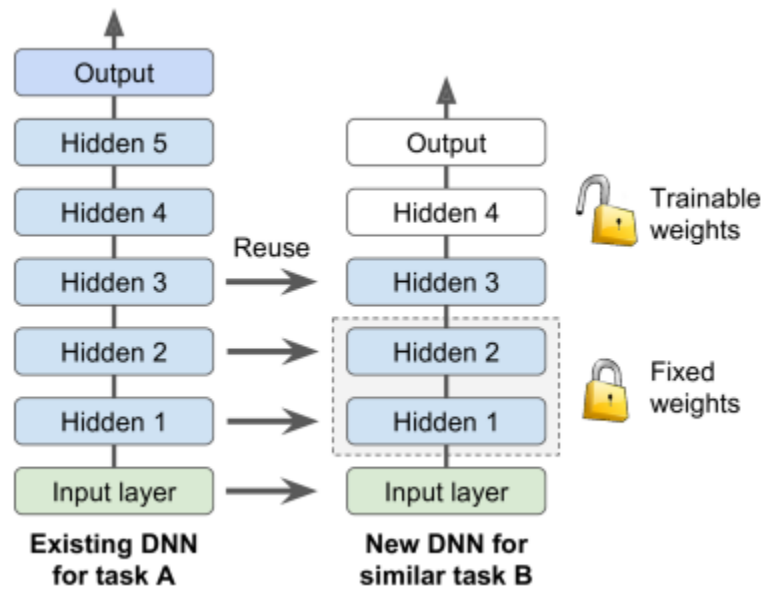 Output
Hidden 5
Hidden 4
Hidden 3
Hidden 2
Hidden 1
Input layer
Existing DNN
for task A
Reuse
Output
Hidden 4
Hidden 3
Hidden 2
Hidden 1
Input layer
New DNN for
similar task B
Trainable
weights
Fixed
weights